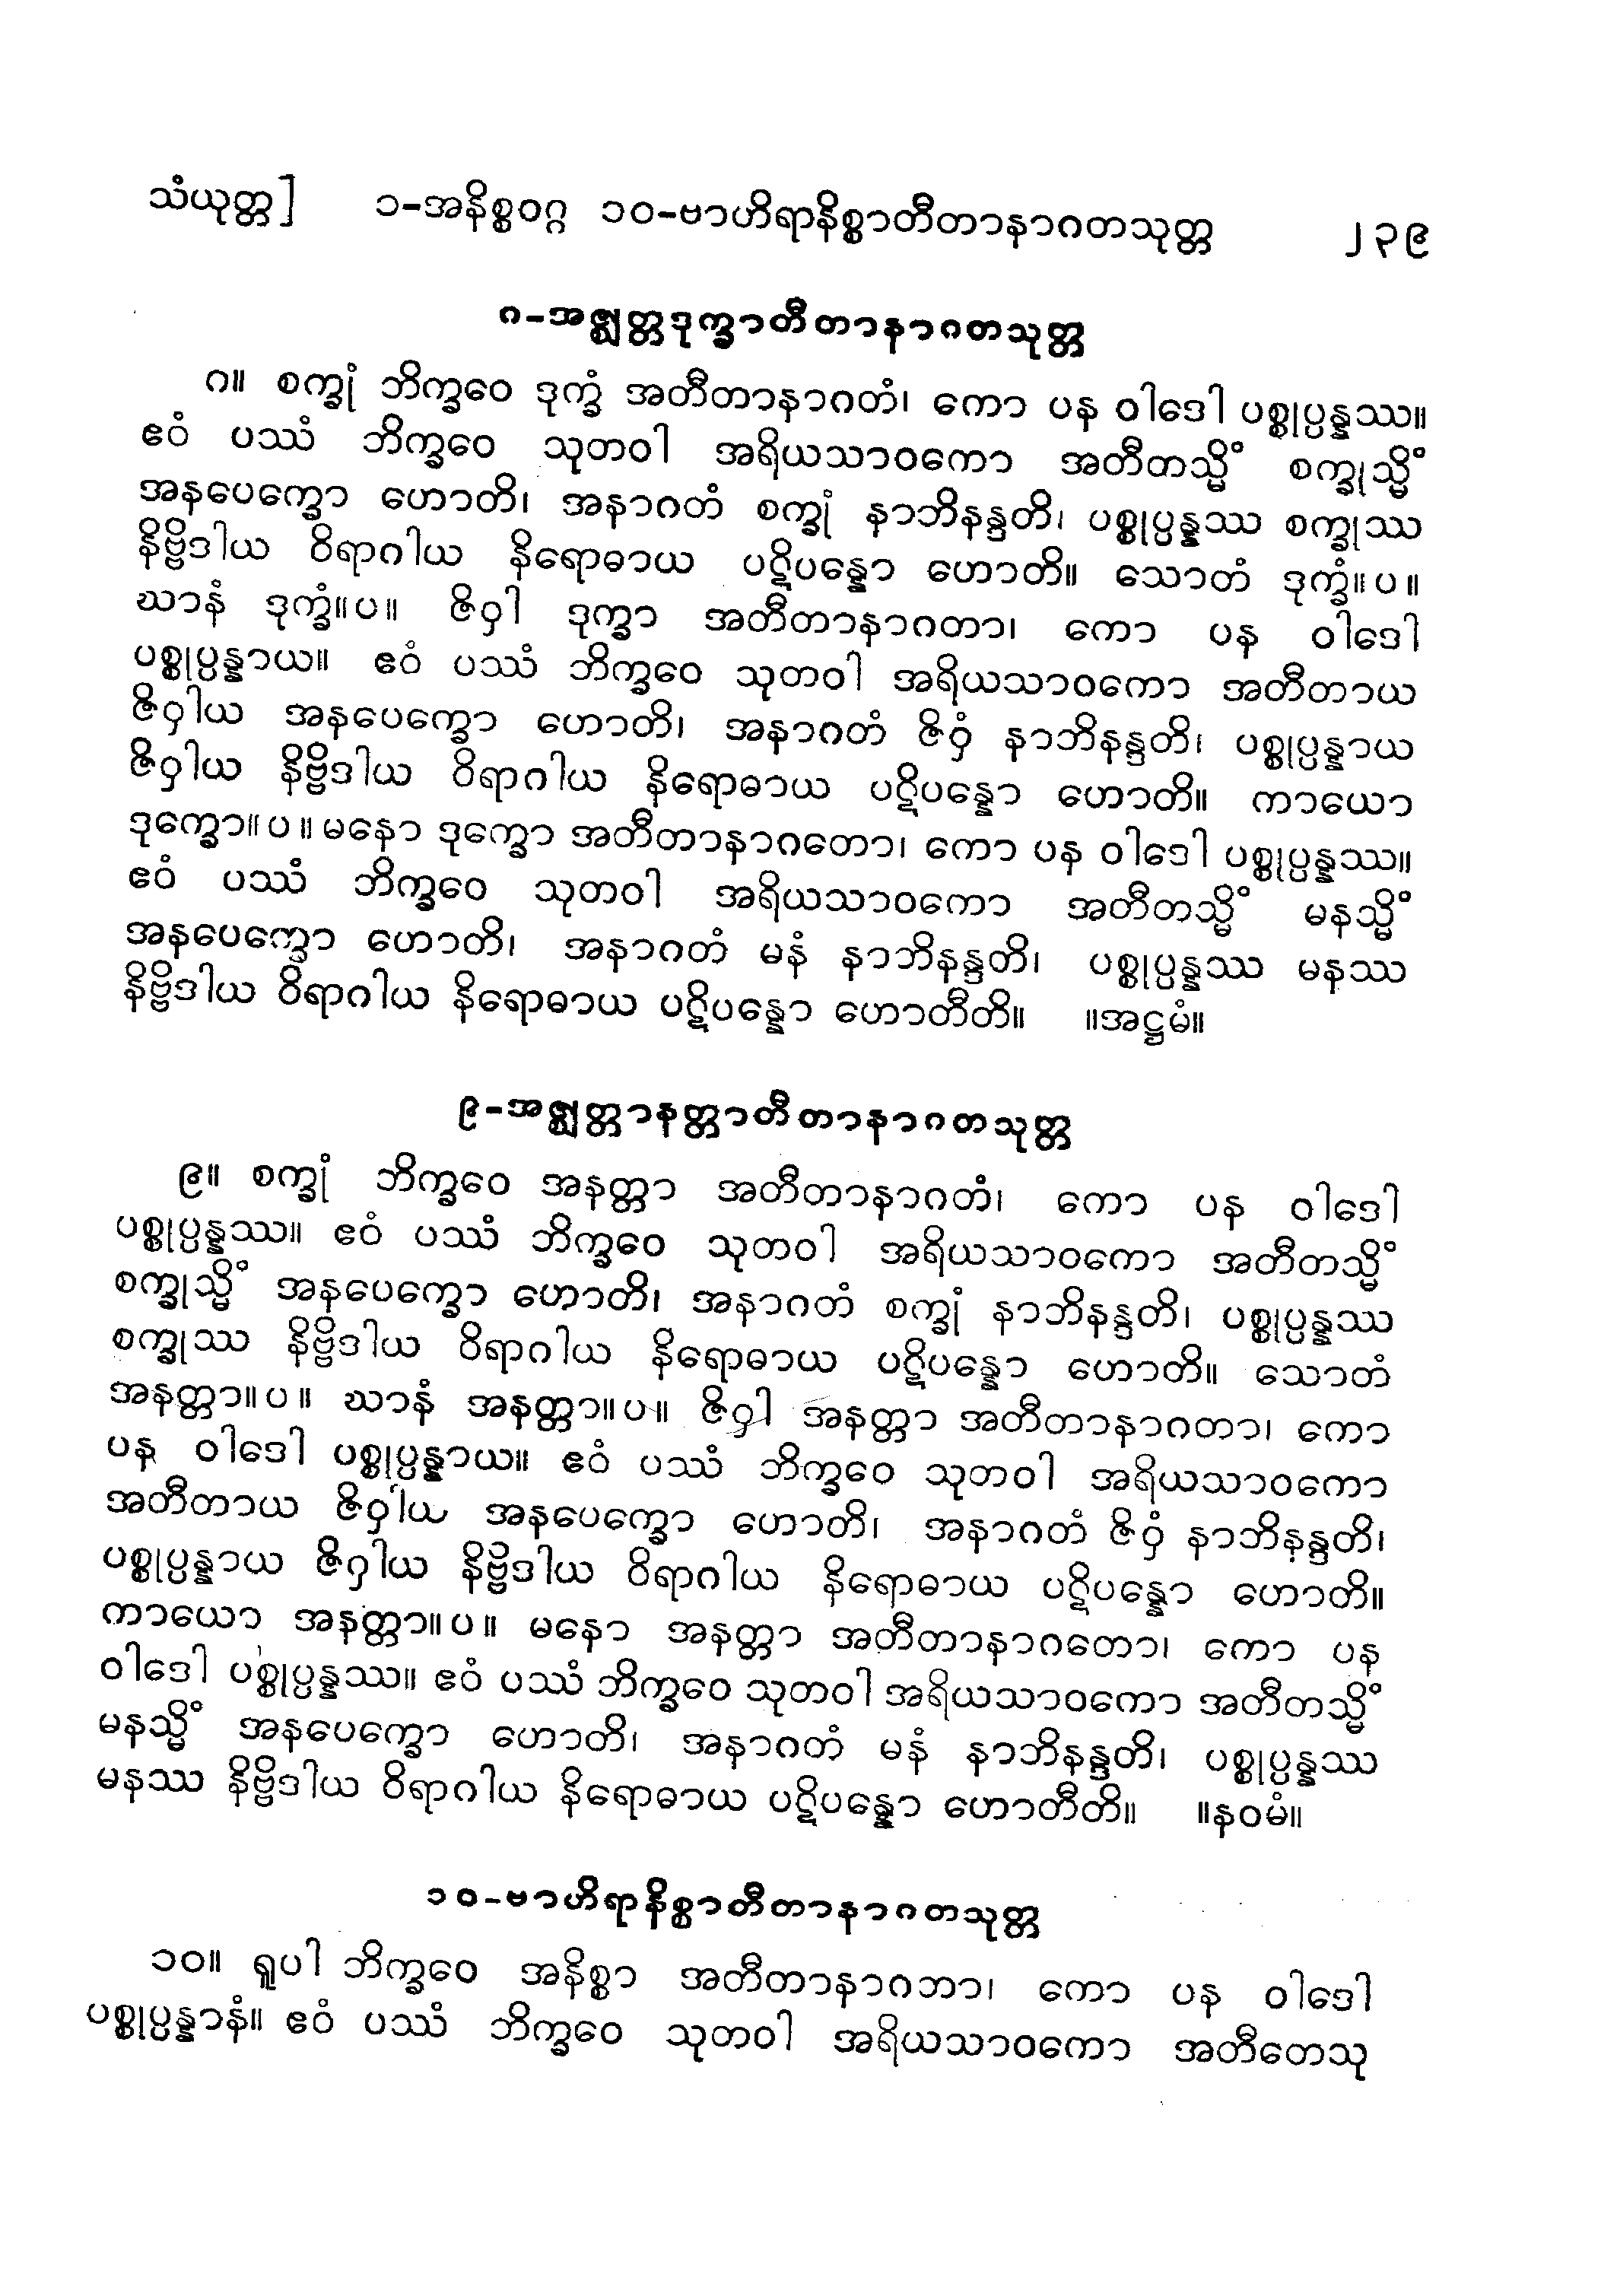 သံယုတ္တ] ၁-အနိစ္စဝဂ္ဂ ၁၀-ဗာဟိရာနိစ္စာတီတာနာဂတသုတ္တ ၂၃၉
၈-အဇ္ဈတ္တဒုက္ခာတီတာနာဂတသုတ္တ
၈။ စက္ခုံ ဘိက္ခဝေ ဒုက္ခံ အတီတာနာဂတံ၊ ကော ပန ဝါဒေါ ပစ္စုပ္ပန္နဿ။
ဧဝံ ပဿံ ဘိက္ခဝေ သုတဝါ အရိယသာဝကော အတီတသ္မိံ စက္ခုသ္မိံ
အနပေက္ခော ဟောတိ၊ အနာဂတံ စက္ခုံ နာဘိနန္ဒတိ၊ ပစ္စုပ္ပန္နဿ စက္ခုဿ
နိဗ္ဗိဒါယ ဝိရာဂါယ နိရောဓာယ ပဋိပန္နော ဟောတိ။ သောတံ ဒုက္ခံ။ပ။
ဃာနံ ဒုက္ခံ။ပ။ ဇိဝှါ ဒုက္ခာ အတီတာနာဂတာ၊ ကော ပန ဝါဒေါ
ပစ္စုပ္ပန္နာယ။ ဧဝံ ပဿံ ဘိက္ခဝေ သုတဝါ အရိယသာဝကော အတီတာယ
ဇိဝှါယ အနပေက္ခော ဟောတိ၊ အနာဂတံ ဇိဝှံ နာဘိနန္ဒတိ၊ ပစ္စုပ္ပန္နာယ
ဇိဝှါယ နိဗ္ဗိဒါယ ဝိရာဂါယ နိရောဓာယ ပဋိပန္နော ဟောတိ။ ကာယော
ဒုက္ခော။ပ။ မနော ဒုက္ခော အတီတာနာဂတော၊ ကော ပန ဝါဒေါ ပစ္စုပ္ပန္နဿ။
ဧဝံ ပဿံ ဘိက္ခဝေ သုတဝါ အရိယသာဝကော အတီတသ္မိံ မနသ္မိံ
အနပေက္ခော ဟောတိ၊ အနာဂတံ မနံ နာဘိနန္ဒတိ၊ ပစ္စုပ္ပန္နဿ မနဿ
နိဗ္ဗိဒါယ ဝိရာဂါယ နိရောဓာယ ပဋိပန္နော ဟောတီတိ။ ။အဋ္ဌမံ။
၉-အဇ္ဈတ္တာနတ္တာတီတာနာဂတသုတ္တ
၉။ စက္ခုံ ဘိက္ခဝေ အနတ္တာ အတီတာနာဂတံ၊ ကော ပန ဝါဒေါ
ပစ္စုပ္ပန္နဿ။ ဧဝံ ပဿံ ဘိက္ခဝေ သုတဝါ အရိယသာဝကော အတီတသ္မိံ
စက္ခုသ္မိံ အနပေက္ခော ဟောတိ၊ အနာဂတံ စက္ခုံ နာဘိနန္ဒတိ၊ ပစ္စုပ္ပန္နဿ
စက္ခုဿ နိဗ္ဗိဒါယ ဝိရာဂါယ နိရောဓာယ ပဋိပန္နော ဟောတိ။ သောတံ
အနတ္တာ။ပ။ ဃာနံ အနတ္တာ။ပ။ ဇိဝှါ အနတ္တာ အတီတာနာဂတာ၊ ကော
ပန ဝါဒေါ ပစ္စုပ္ပန္နာယ။ ဧဝံ ပဿံ ဘိက္ခဝေ သုတဝါ အရိယသာဝကော
အတီတာယ ဇိဝှါယ အနပေက္ခော ဟောတိ၊ အနာဂတံ ဇိဝှံ နာဘိနန္ဒတိ၊
ပစ္စုပ္ပန္နာယ ဇိဝှါယ နိဗ္ဗိဒါယ ဝိရာဂါယ နိရောဓာယ ပဋိပန္နော ဟောတိ။
ကာယော အနတ္တာ။ပ။ မနော အနတ္တာ အတီတာနာဂတော၊ ကော ပန
ဝါဒေါ ပစ္စုပ္ပန္နဿ။ ဧဝံ ပဿံ ဘိက္ခဝေ သုတဝါ အရိယသာဝကော အတီတသ္မိံ
မနသ္မိံ အနပေက္ခော ဟောတိ၊ အနာဂတံ မနံ နာဘိနန္ဒတိ၊ ပစ္စုပ္ပန္နဿ
မနဿ နိဗ္ဗိဒါယ ဝိရာဂါယ နိရောဓာယ ပဋိပန္နော ဟောတီတိ။ ။နဝမံ။
၁၀-ဗာဟိရာနိစ္စာတီတာနာဂတသုတ္တ
၁၀။ ရူပါ ဘိက္ခဝေ အနိစ္စာ အတီတာနာဂဘာ၊ ကော ပန ဝါဒေါ
ပစ္စုပ္ပန္နာနံ။ ဧဝံ ပဿံ ဘိက္ခဝေ သုတဝါ အရိယသာဝကော အတီတေသု